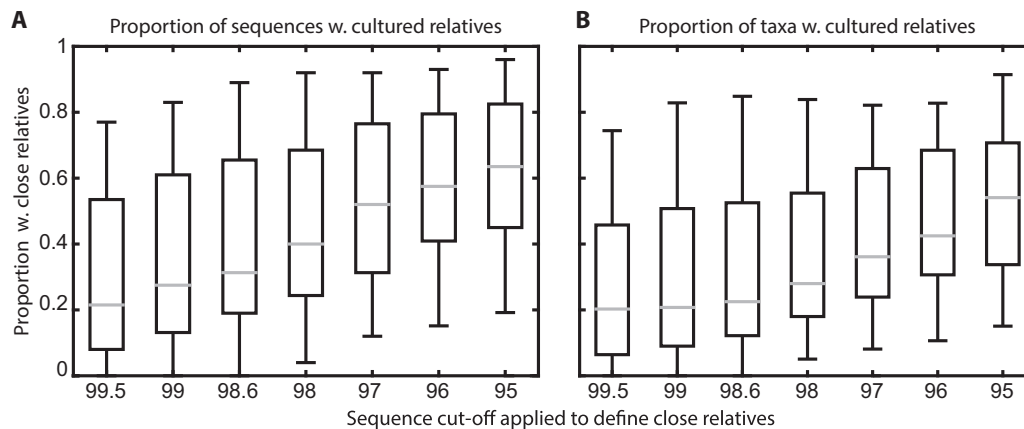 A
Proportion of sequences w. cultured relatives
B
Proportion of taxa w. cultured relatives
Proportion w. close relatives
1
0.8
0.6
0.4
0.2
0
99.5 99 98.6 98 97 96 95
99.5 99 98.6 98 97 96 95
Sequence cut-off applied to define close relatives